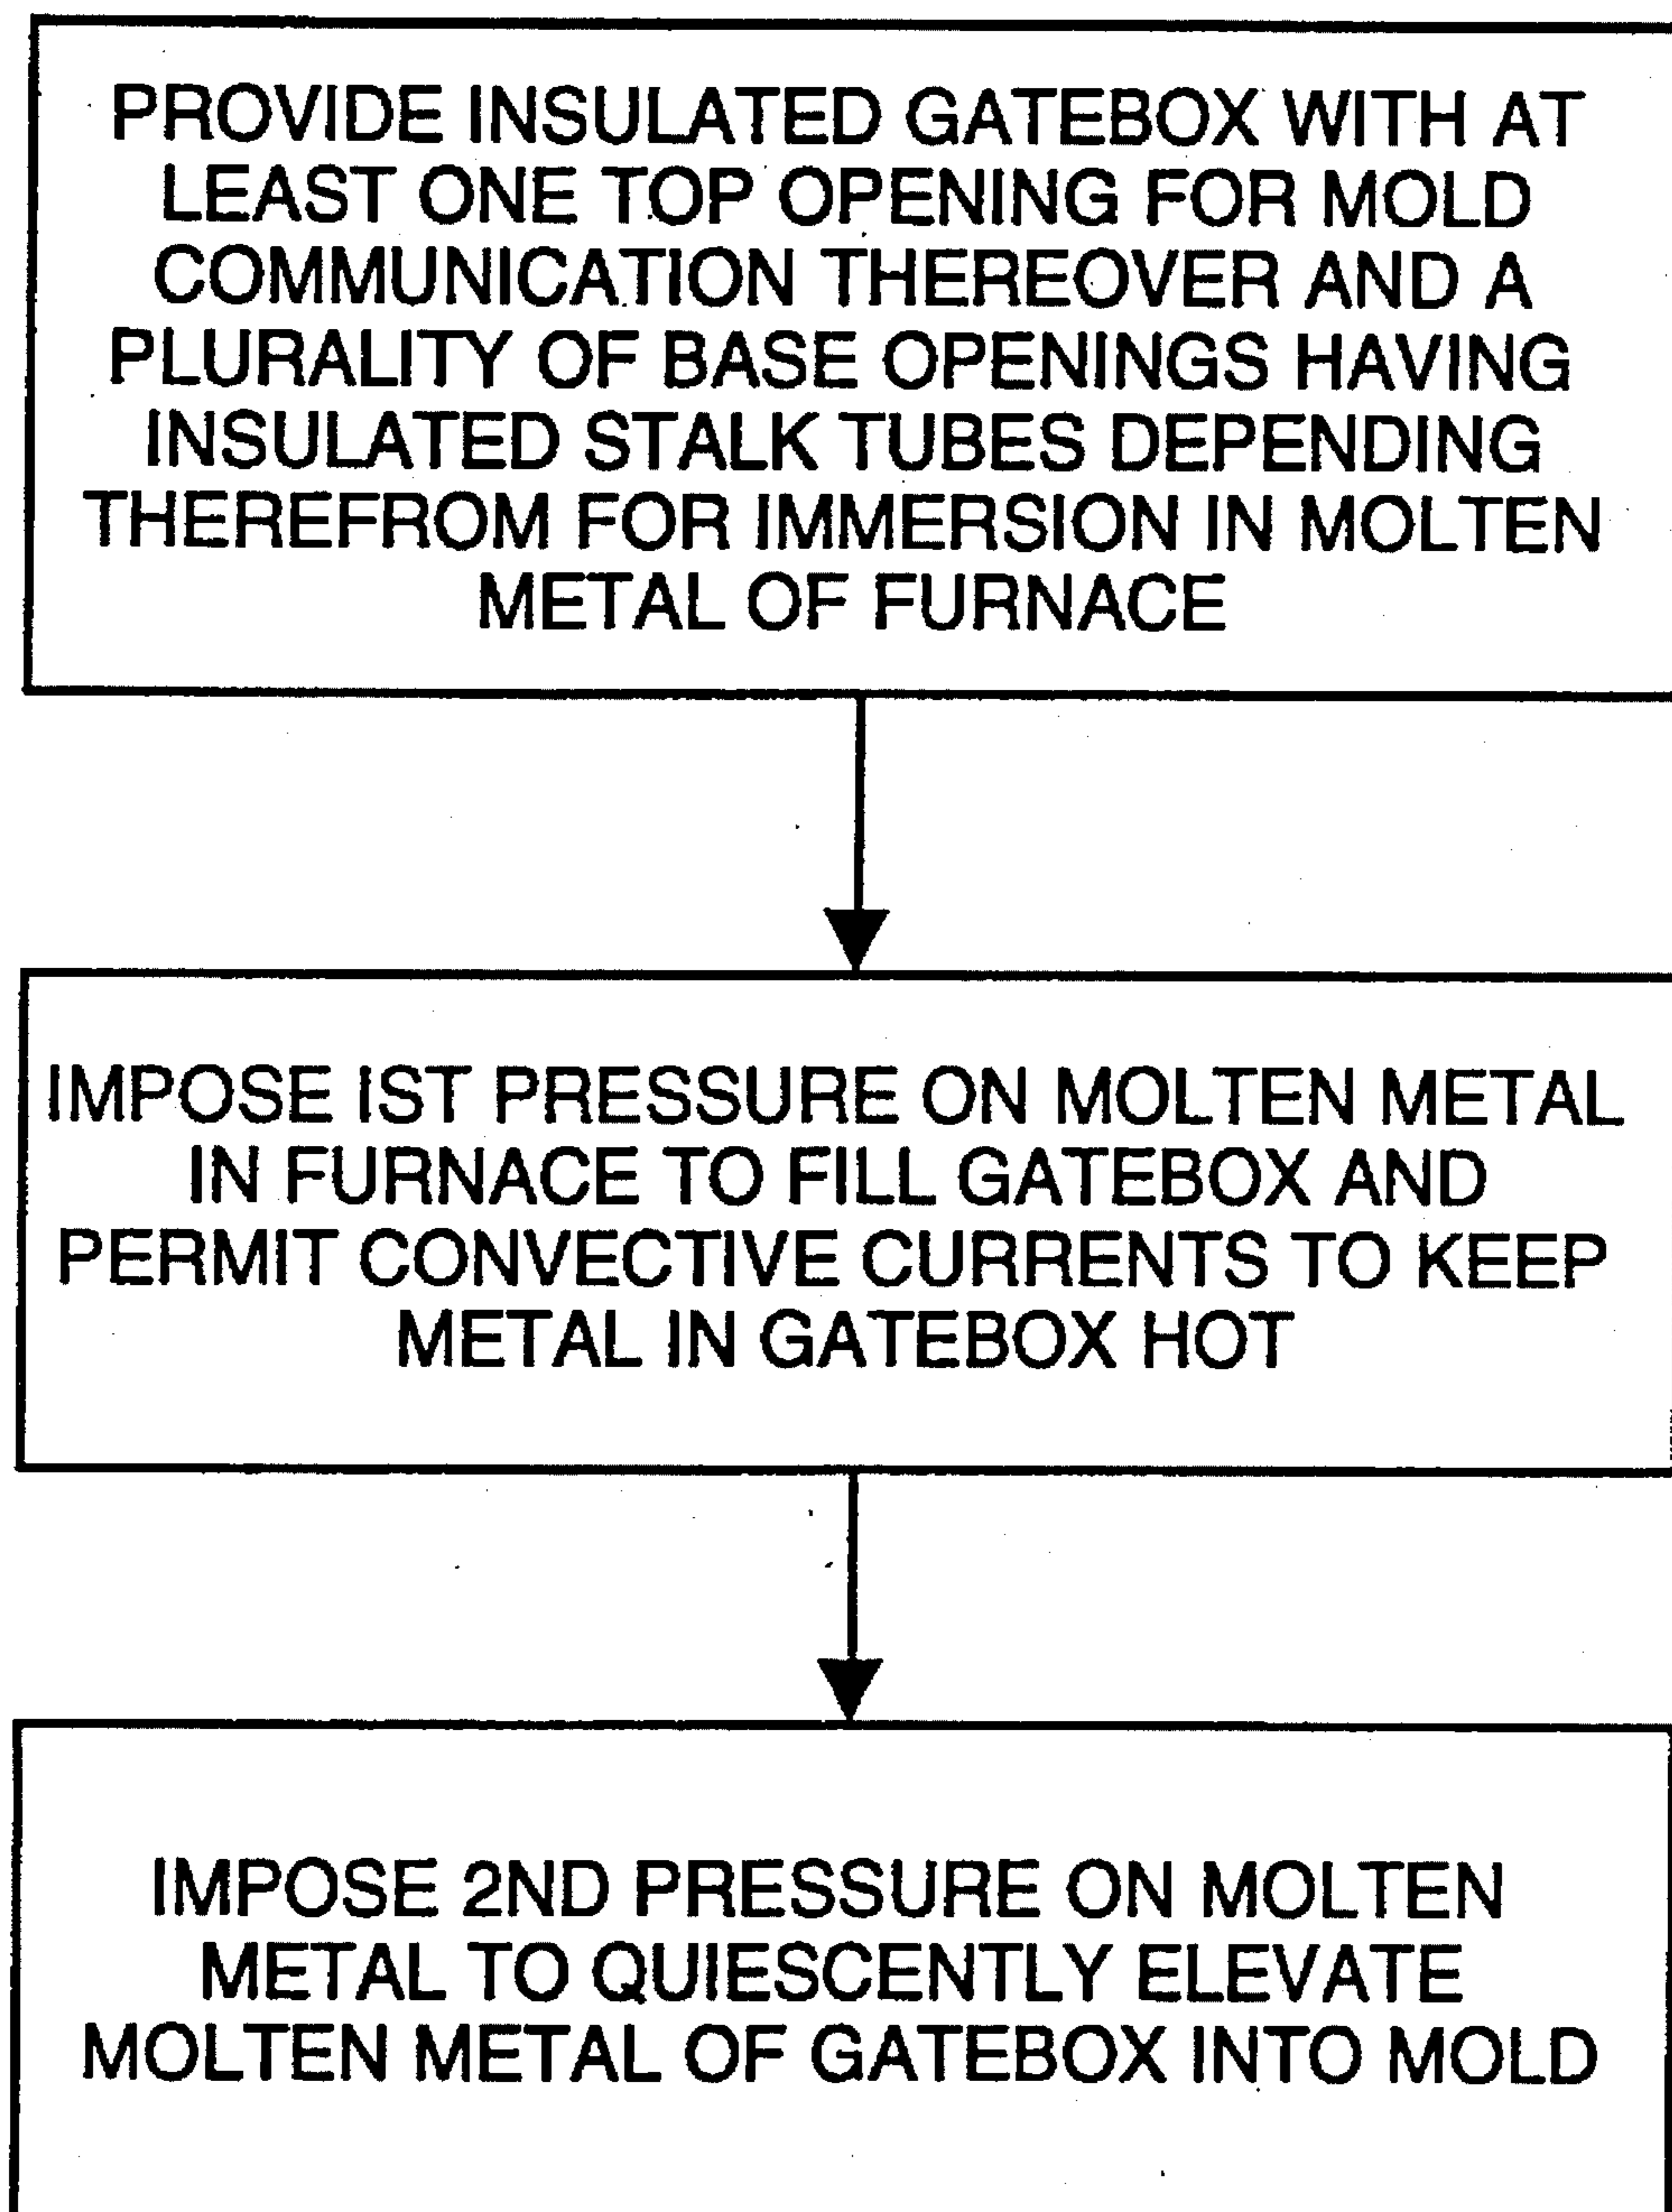 PROVIDE INSULATED GATEBOX WITH AT
LEAST ONE TOP OPENING FOR MOLD
COMMUNICATION THEREOVER AND A
PLURALITY OF BASE OPENINGS HAVING
INSULATED STALK TUBES DEPENDING
THEREFROM FOR IMMERSION IN MOLTEN
METAL OF FURNACE
IMPOSE IST PRESSURE ON MOLTEN METAL
IN FURNACE TO FILL GATEBOX AND
PERMIT CONVECTIVE CURRENTS TO KEEP
METAL IN GATEBOX HOT
IMPOSE 2ND PRESSURE ON MOLTEN
METAL TO QUIESCENTLY ELEVATE
MOLTEN METAL OF GATEBOX INTO MOLD